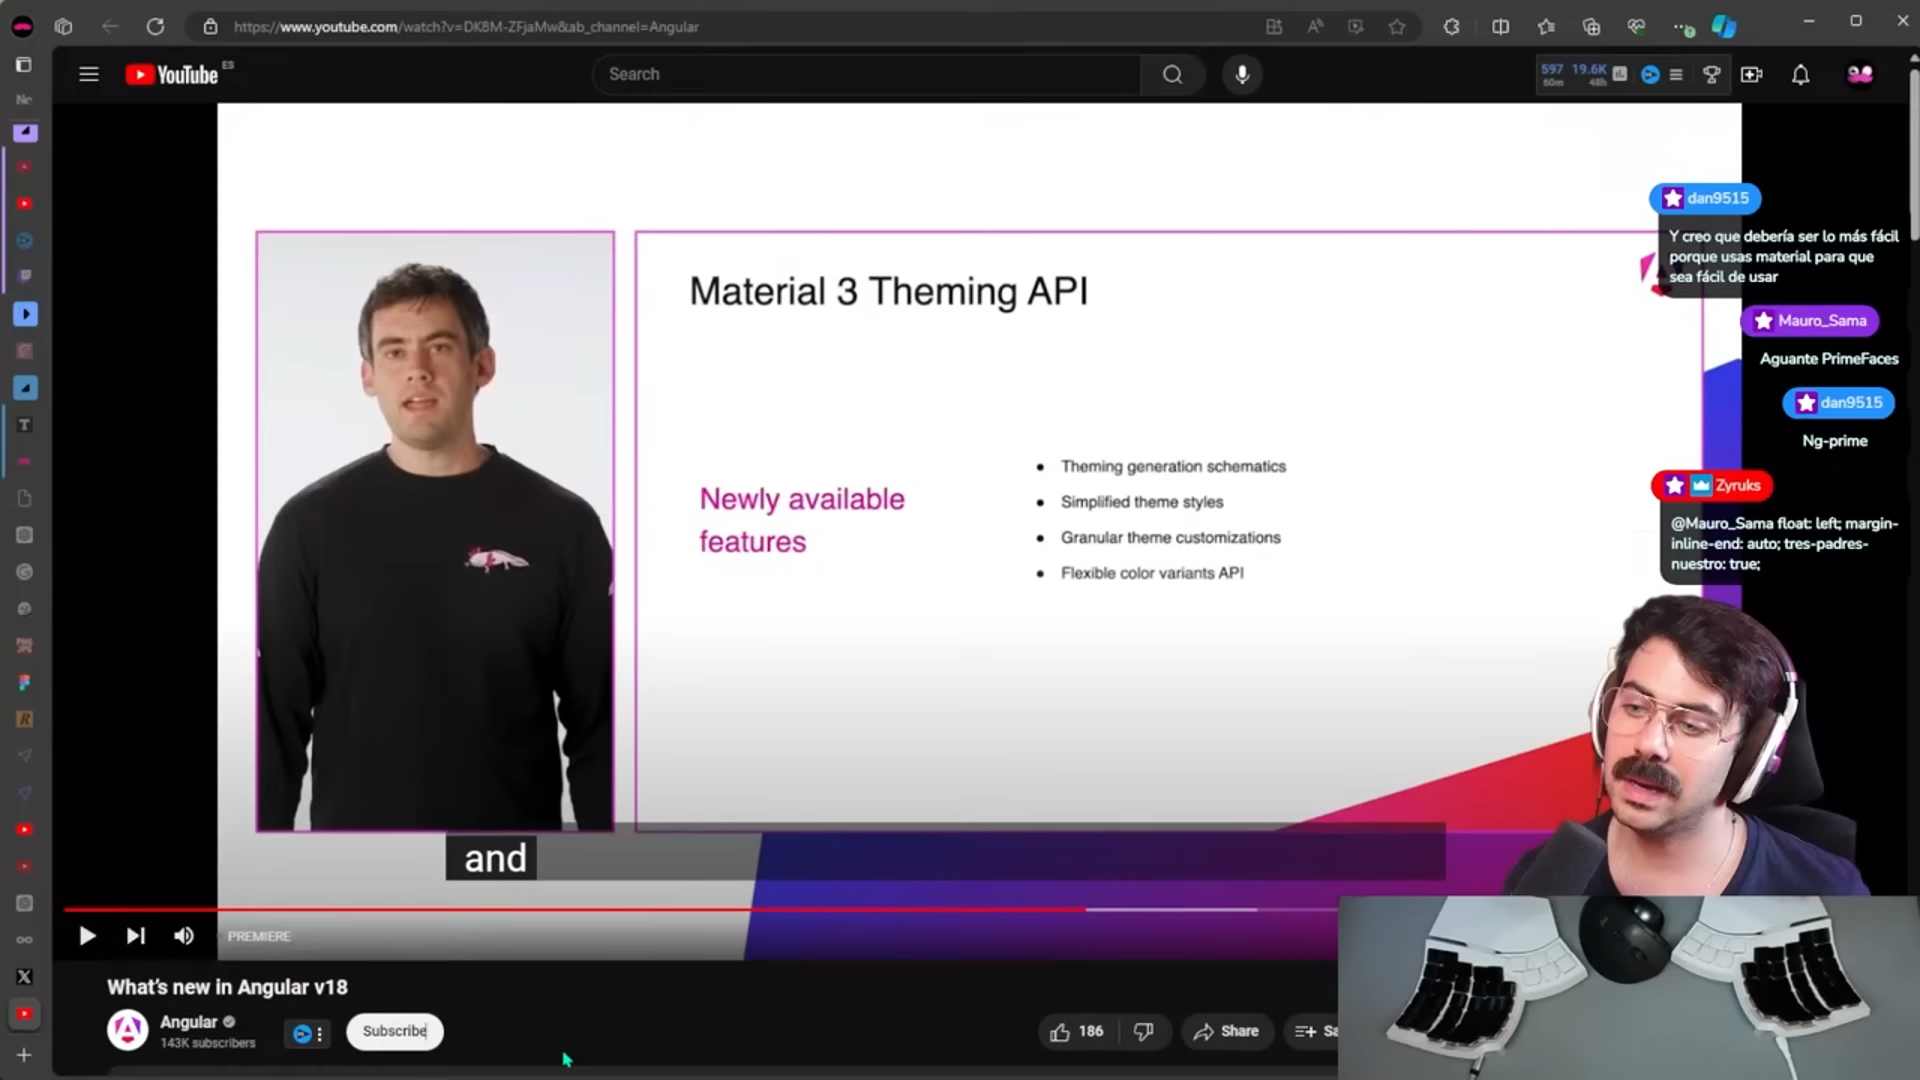 https://www.youtube.com/watch?v=DK8M-ZFjaMw&ab_channel=Angular
YouTube ES
Search
597 19.6K
60m 48h
Material 3 Theming API
Newly available
features
Theming generation schematics
Simplified theme styles
Granular theme customizations
Flexible color variants API
dan9515
Y creo que debería ser lo más fácil
porque usas material para que
sea fácil de usar
Mauro_Sama
Aguante PrimeFaces
dan9515
Ng-prime
Zyruks
@Mauro_Sama float: left; margin-
inline-end: auto; tres-padres-
nuestro: true;
and
PREMIERE
What's new in Angular v18
Angular
143K subscribers
Subscribe
186
Share
Sa